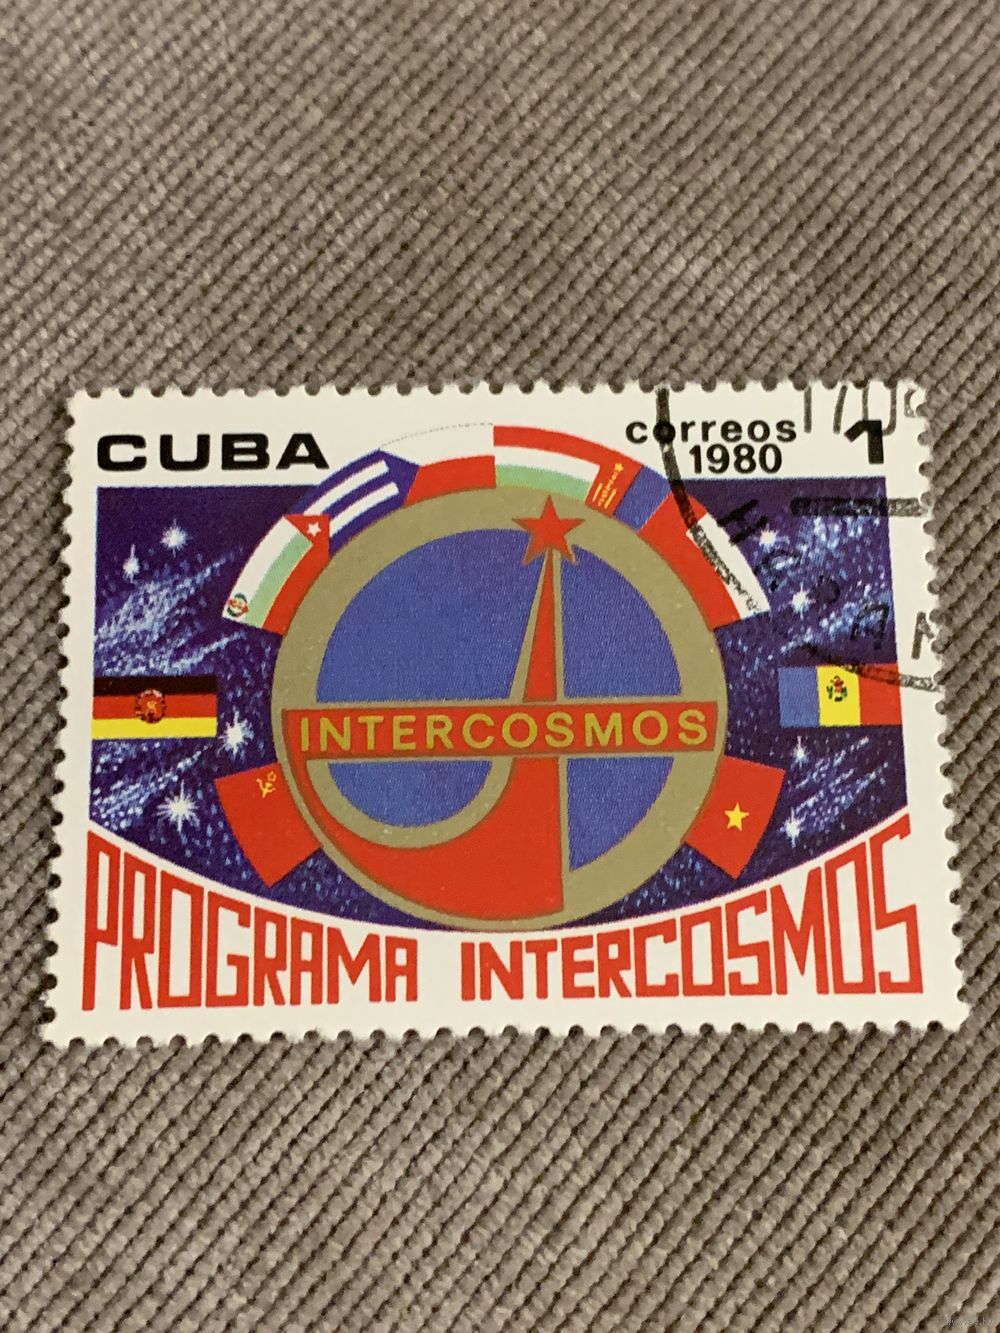 CUBA
correos 1
1980
INTERCOSMOS
PROGRAMA INTERCOSMOS